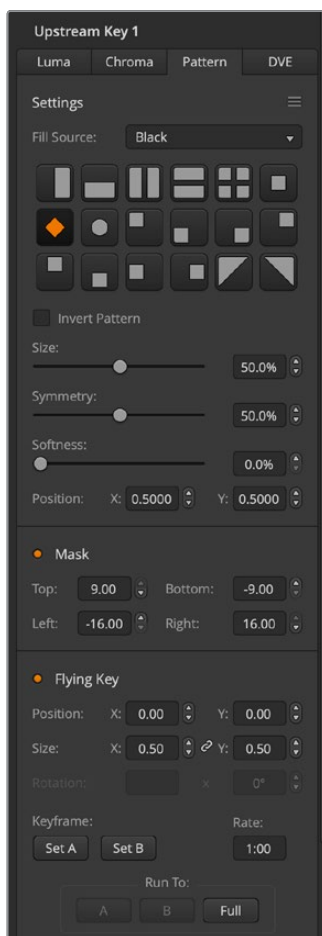 Upstream Key 1
Luma Chroma Pattern DVE
Settings
Fill Source: Black
Invert Pattern
Size:
50.0%
Symmetry:
50.0%
Softness:
0.0%
Position: X: 0.5000 Y: 0.5000
Mask
Top: 9.00 Bottom: -9.00
Left: -16.00 Right: 16.00
Flying Key
Position: X: 0.00 Y: 0.00
Size: X: 0.50 Y: 0.50
Rotation: x 0°
Keyframe: Rate:
Set A Set B 1:00
Run To:
A B Full